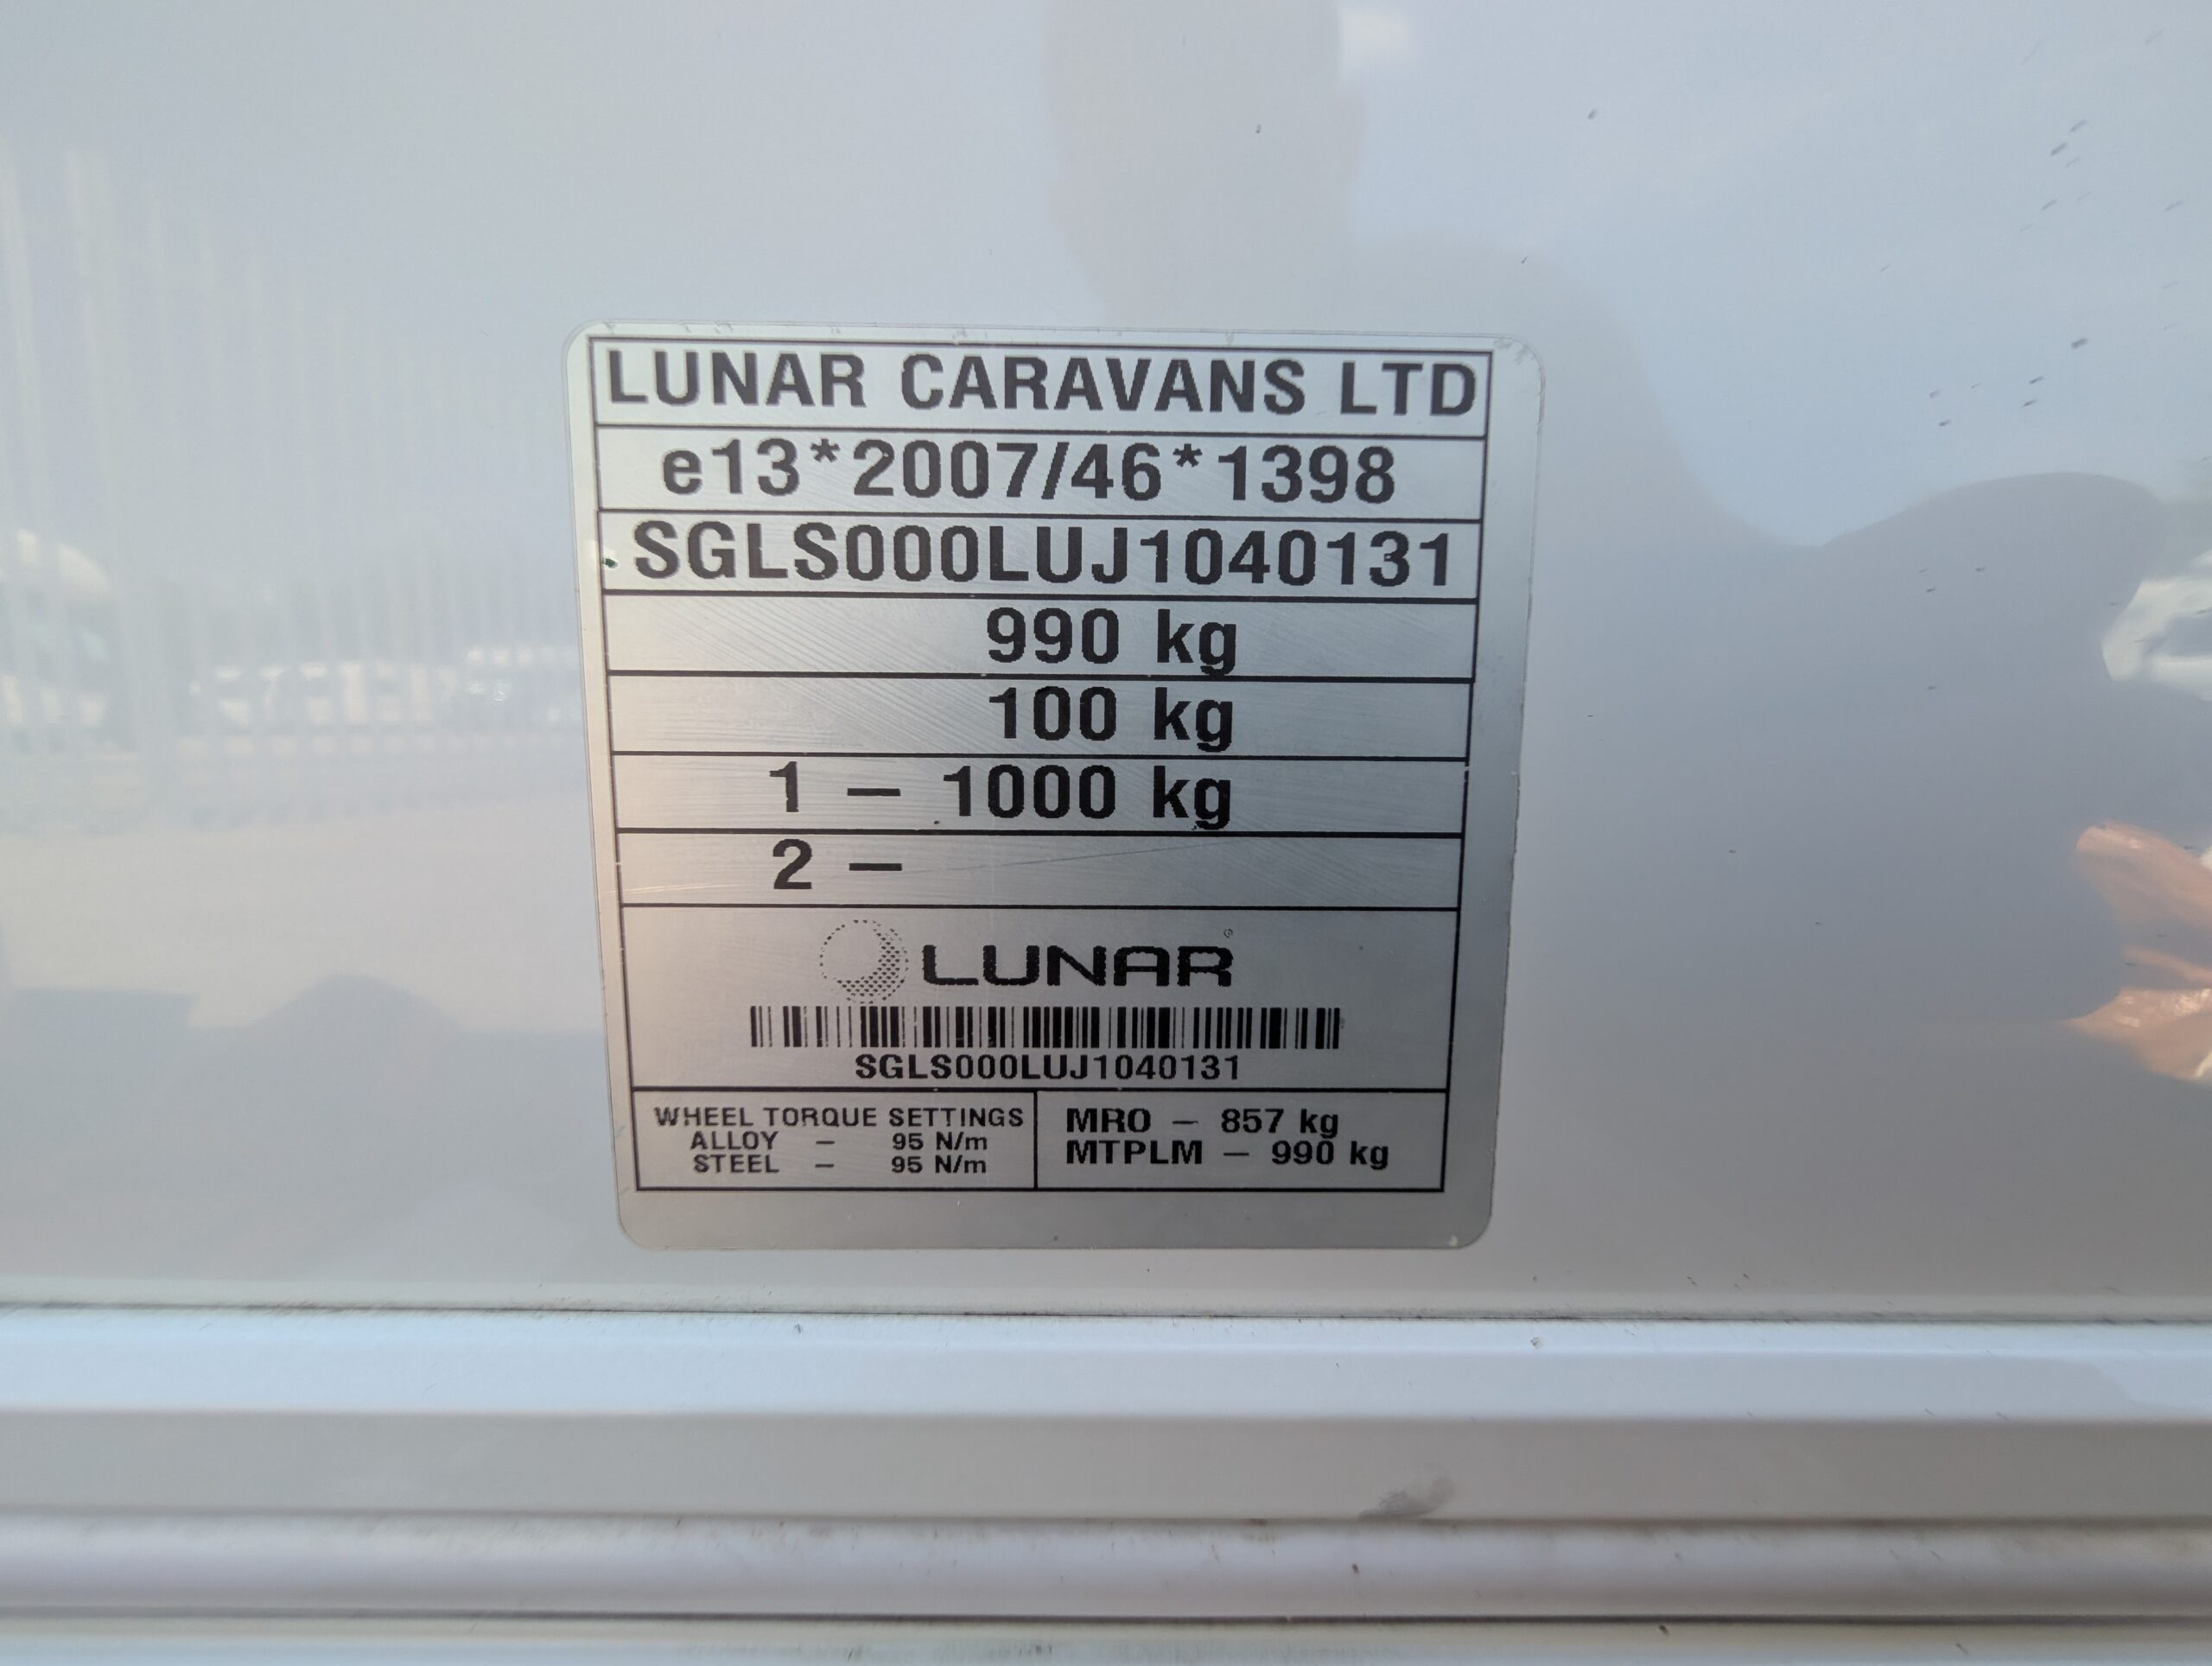 LUNAR CARAVANS LTD
e13*2007/46*1398
SGLS000LUJ1040131
990 kg
100 kg
1 – 1000 kg
2 –
LUNAR
SGLS000LUJ1040131
WHEEL TORQUE SETTINGS
ALLOY – 95 N/m
STEEL – 95 N/m
MRO – 857 kg
MTPLM – 990 kg